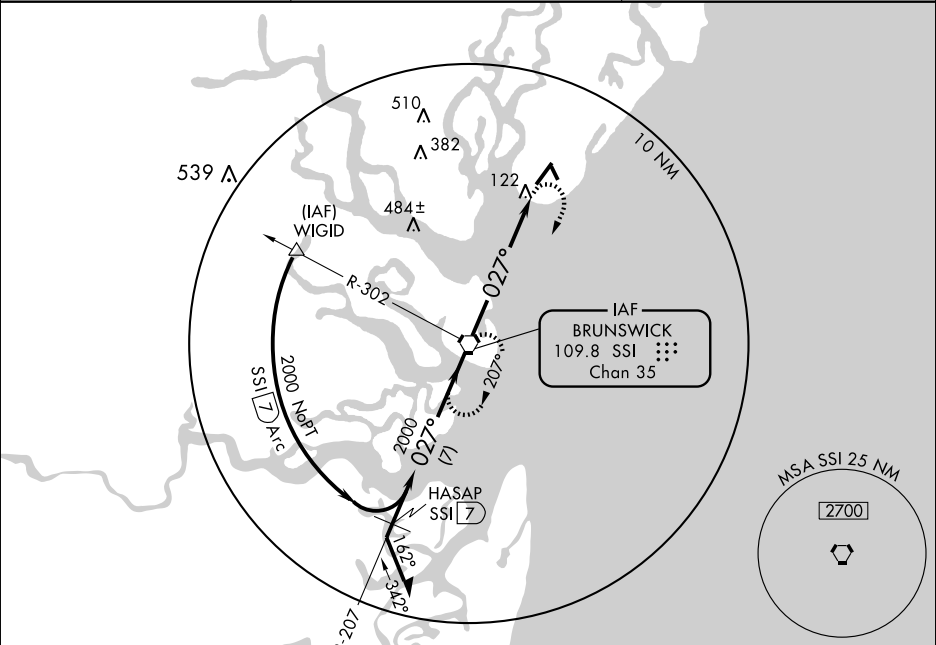 510
10 NM
382
539
122
484±
(IAF)
WIGID
027°
R-302
IAF
BRUNSWICK
109.8 SSI
Chan 35
207°
2000 NoPT
SSI 7 Arc
2000
027°
(7)
MSA SSI 25 NM
HASAP
SSI 7
2700
162°
342°
-207